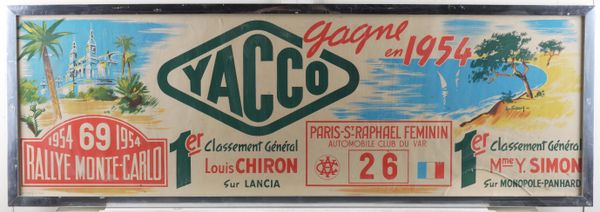 YACCO
gagne
en 1954
1954 69 1954
RALLYE MONTE-CARLO
1er Classement Général
Louis CHIRON
Sur LANCIA
PARIS-St RAPHAEL FEMININ
AUTOMOBILE CLUB DU VAR
26
1er Classement Général
Mme Y. SIMON
Sur MONOPOLE-PANHARD